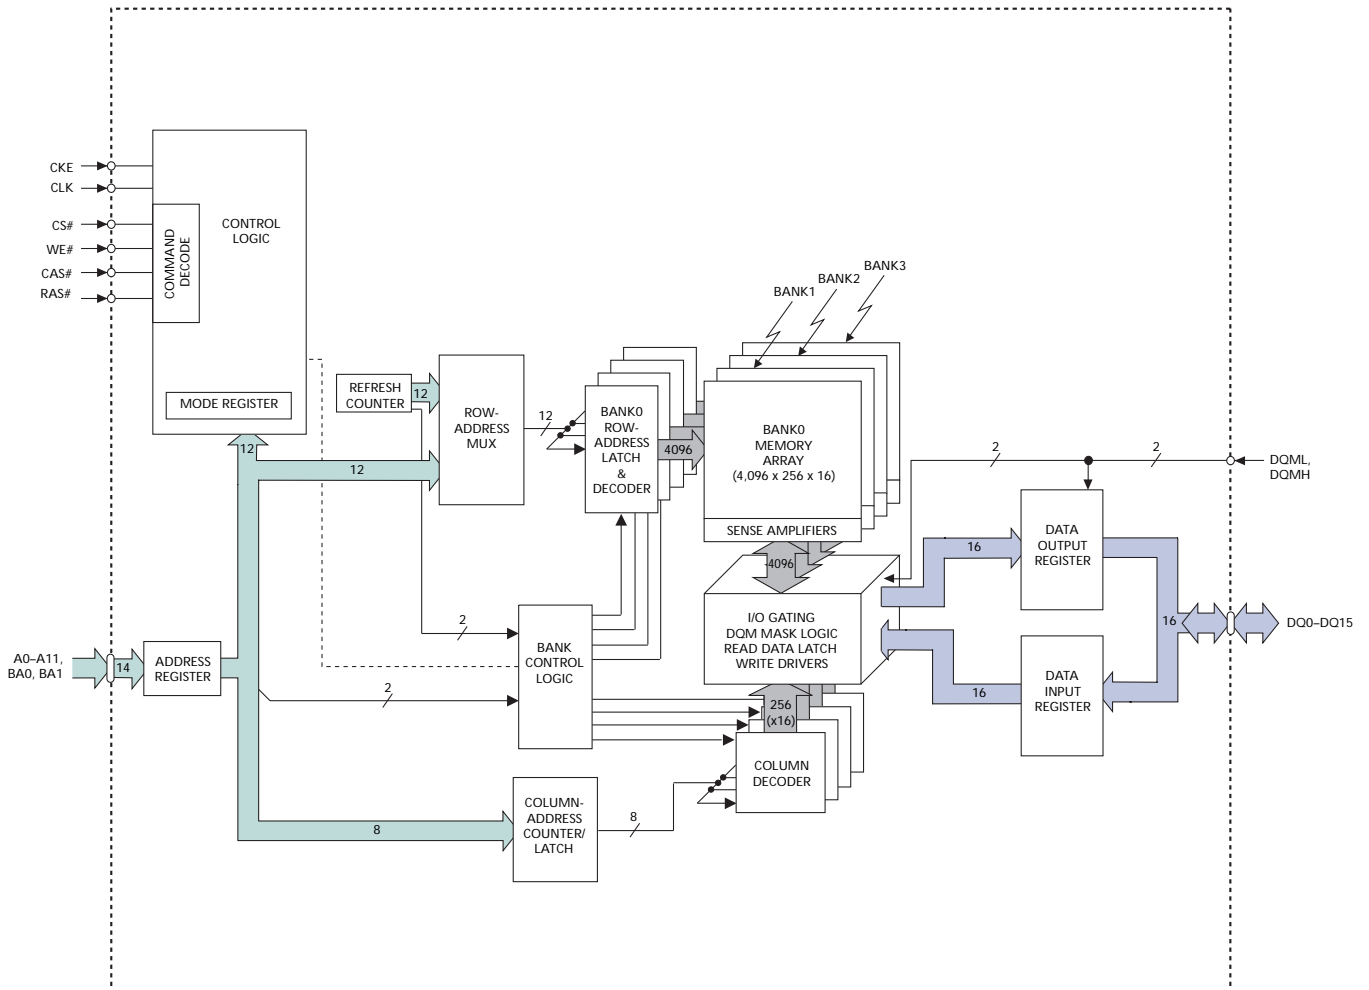 CKE
CLK
CS#
WE#
CAS#
RAS#
COMMAND
DECODE
CONTROL
LOGIC
MODE REGISTER
BANK3
BANK2
BANK1
REFRESH
COUNTER
12
ROW-
ADDRESS
MUX
12
BANK0
ROW-
ADDRESS
LATCH
&
DECODER
4096
BANK0
MEMORY
ARRAY
(4,096 x 256 x 16)
SENSE AMPLIFIERS
12
12
2
2
DQML,
DQMH
DATA
OUTPUT
REGISTER
16
4096
I/O GATING
DQM MASK LOGIC
READ DATA LATCH
WRITE DRIVERS
16
DQ0–DQ15
2
BANK
CONTROL
LOGIC
A0–A11,
BA0, BA1
14
ADDRESS
REGISTER
2
16
DATA
INPUT
REGISTER
256
(x16)
COLUMN
DECODER
COLUMN-
ADDRESS
COUNTER/
LATCH
8
8